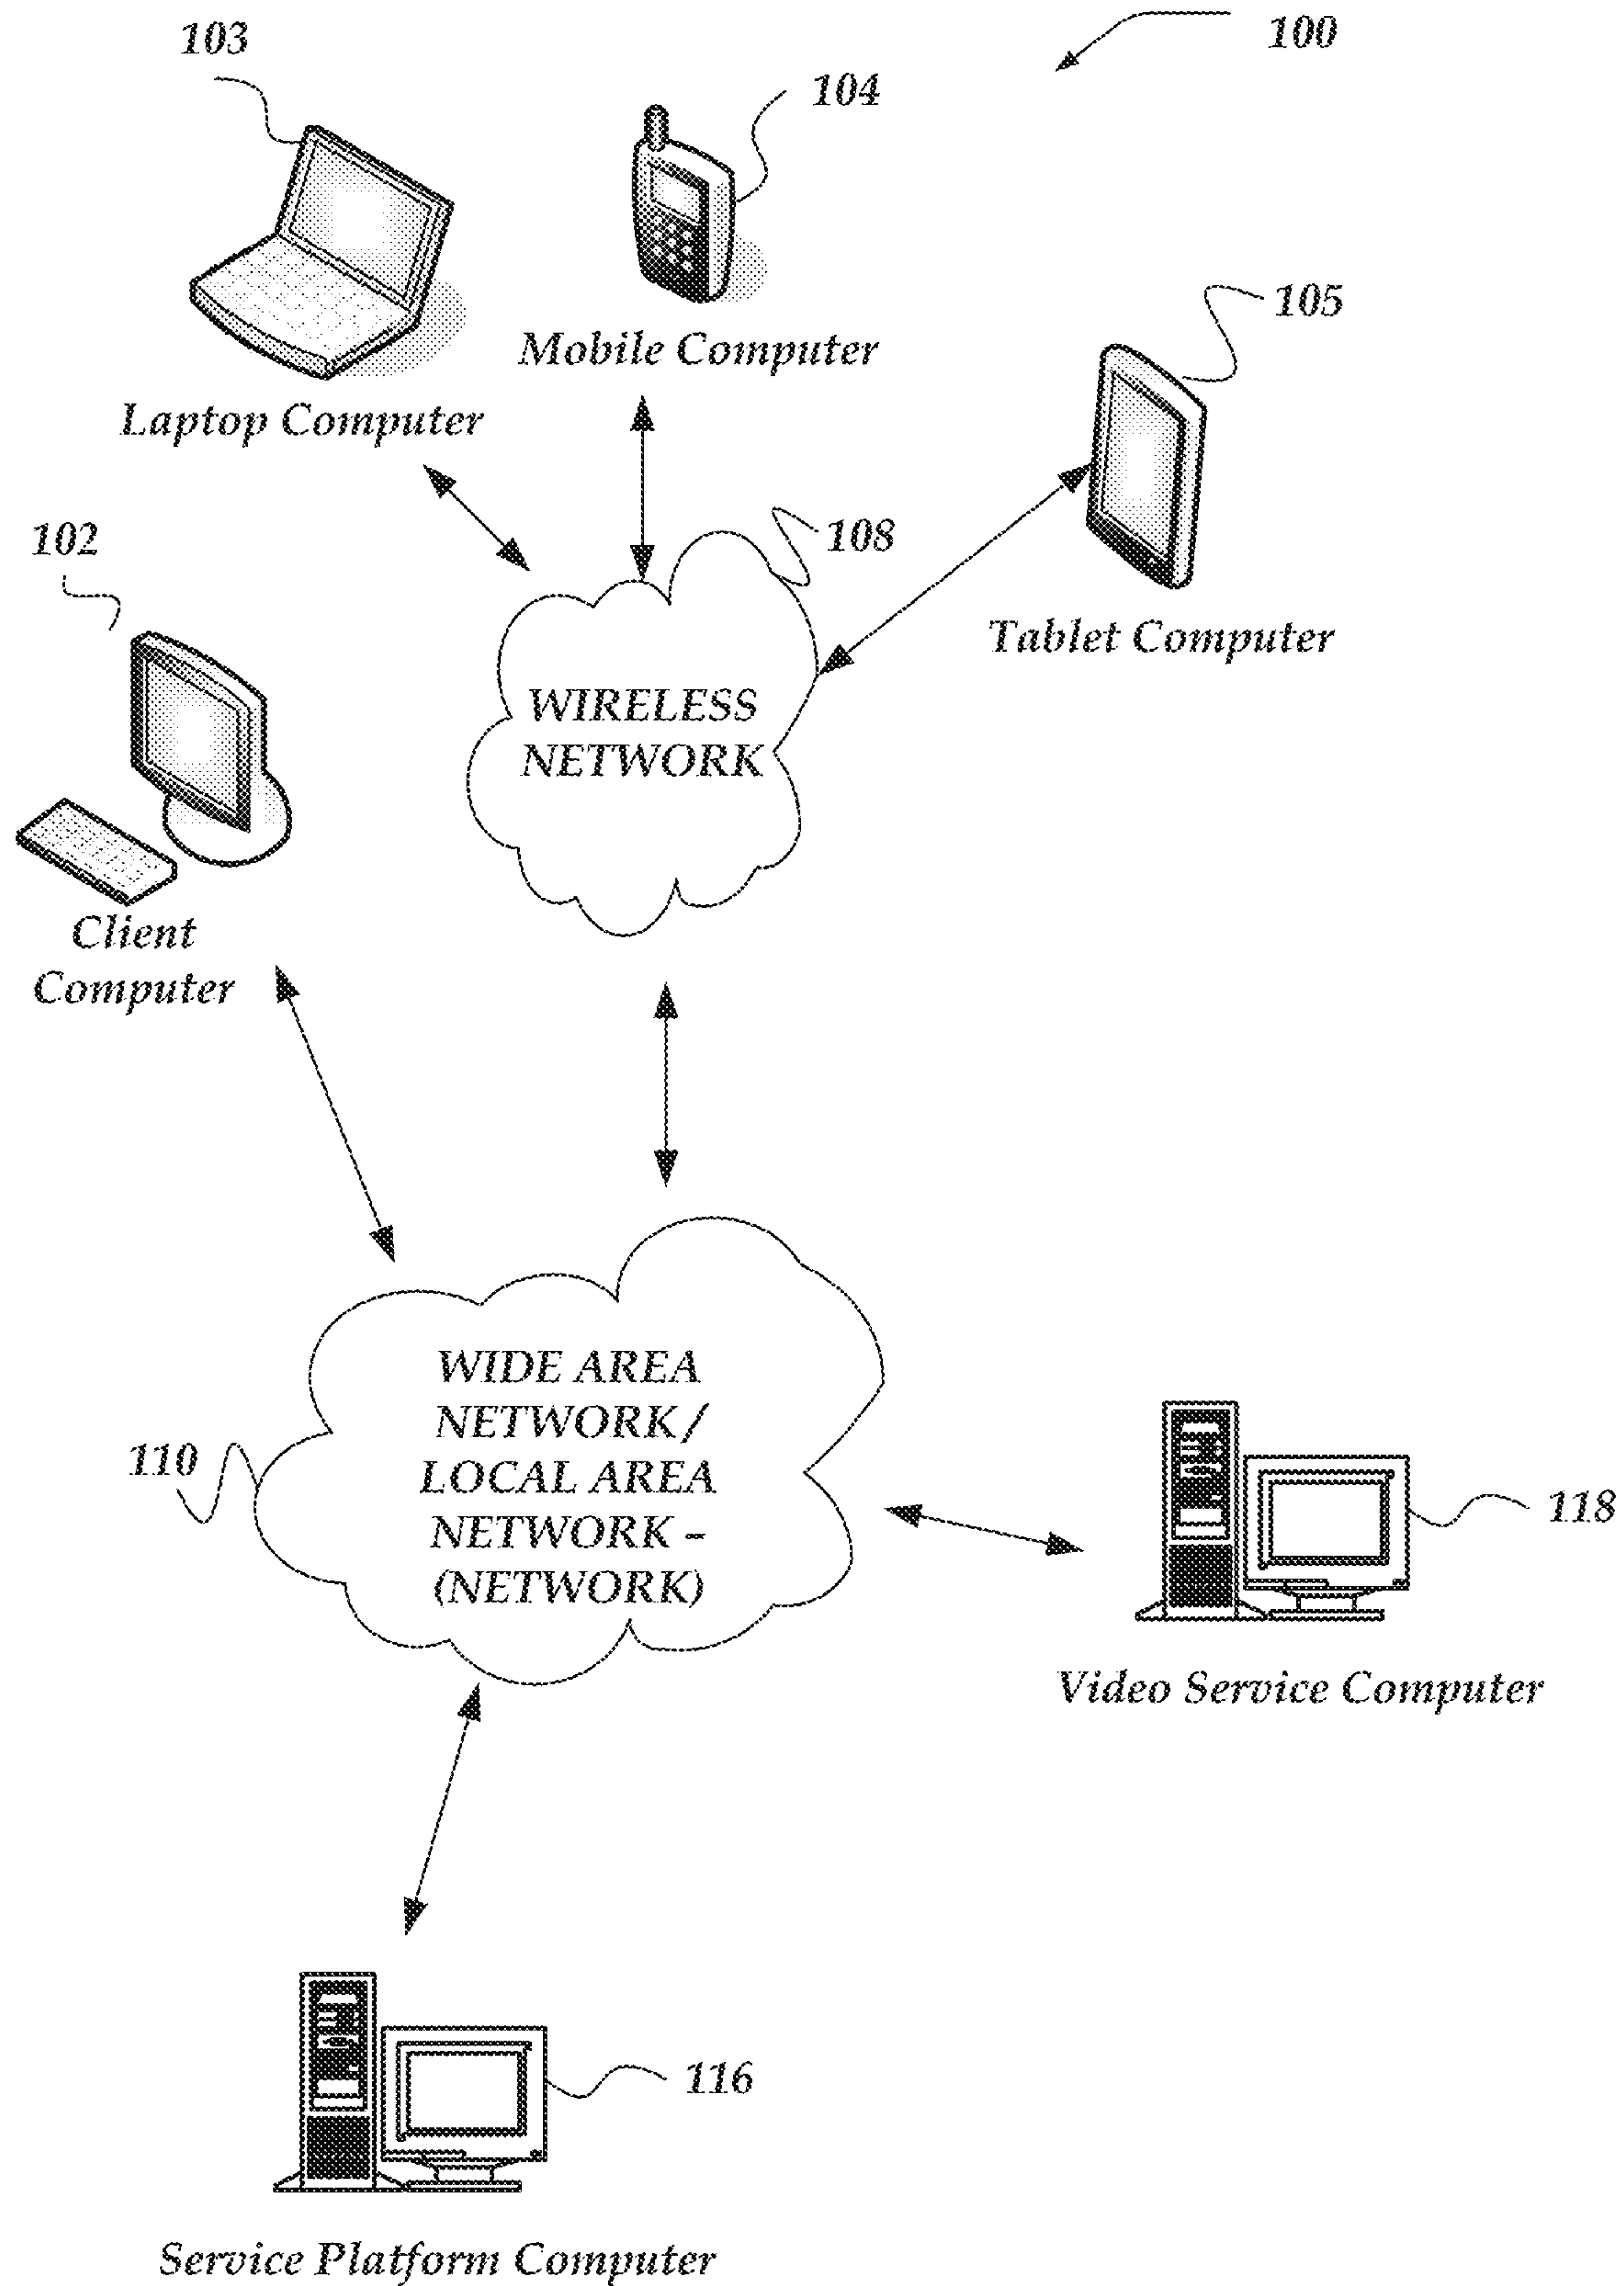 100
103
104
Mobile Computer
105
Laptop Computer
102
108
Tablet Computer
WIRELESS
NETWORK
Client
Computer
WIDE AREA
NETWORK /
LOCAL AREA
NETWORK –
(NETWORK)
110
118
Video Service Computer
116
Service Platform Computer